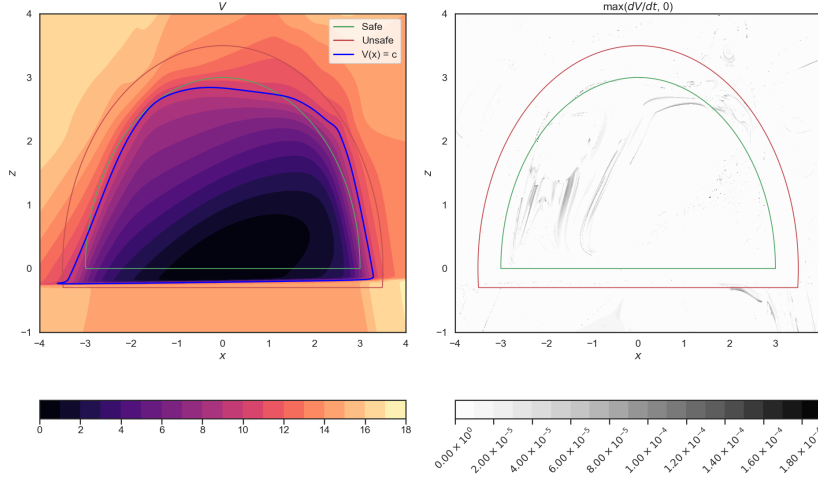 V
max(dV/dt, 0)
Safe
Unsafe
V(x) = c
4
3
2
1
0
−1
z
−4 −3 −2 −1 0 1 2 3 4
x
4
3
2
1
0
−1
z
−4 −3 −2 −1 0 1 2 3
x
0 2 4 6 8 10 12 14 16 18
0.00 × 10⁰
2.00 × 10⁻⁵
4.00 × 10⁻⁵
6.00 × 10⁻⁵
8.00 × 10⁻⁵
1.00 × 10⁻⁴
1.20 × 10⁻⁴
1.40 × 10⁻⁴
1.60 × 10⁻⁴
1.80 × 10⁻⁴